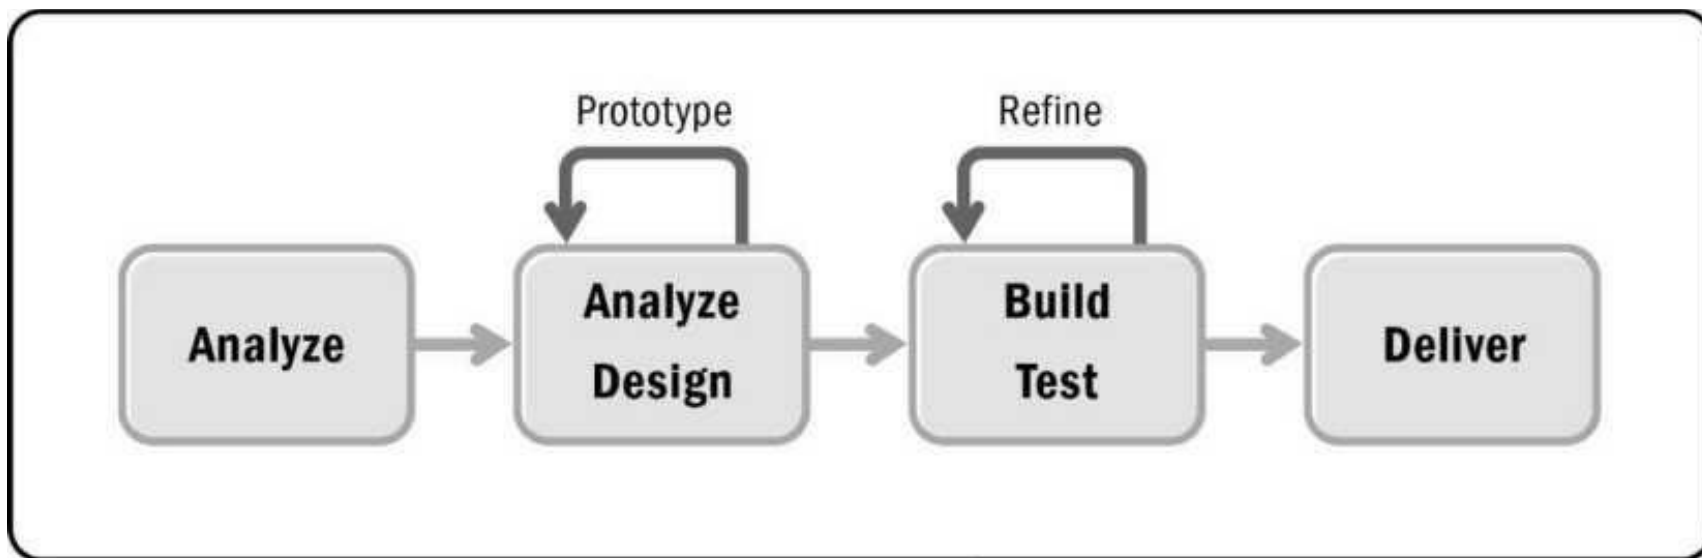 Prototype
Refine
Analyze
Analyze
Design
Build
Test
Deliver